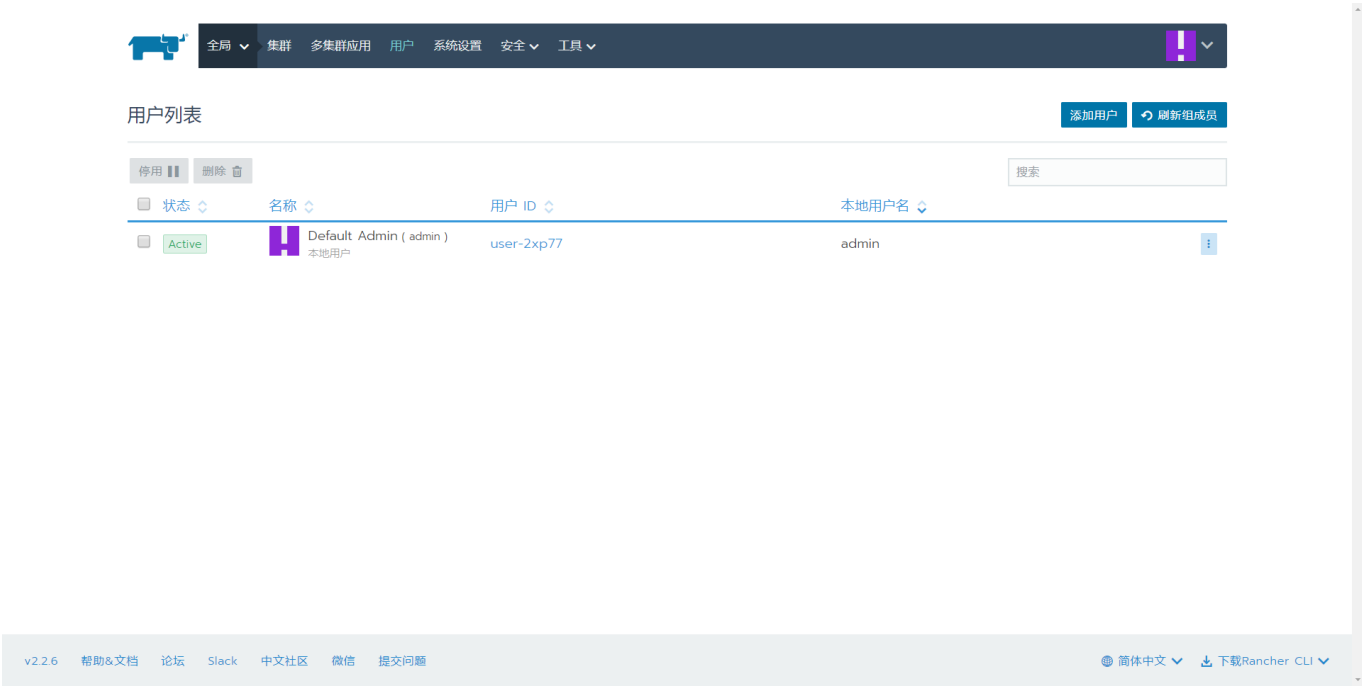 全局 集群 多集群应用 用户 系统设置 安全 工具
用户列表 添加用户 刷新组成员
停用 删除 搜索
状态 名称 用户 ID 本地用户名
Active Default Admin ( admin ) user-2xp77 admin
本地用户
v2.2.6 帮助&文档 论坛 Slack 中文社区 微信 提交问题 简体中文 下载Rancher CLI